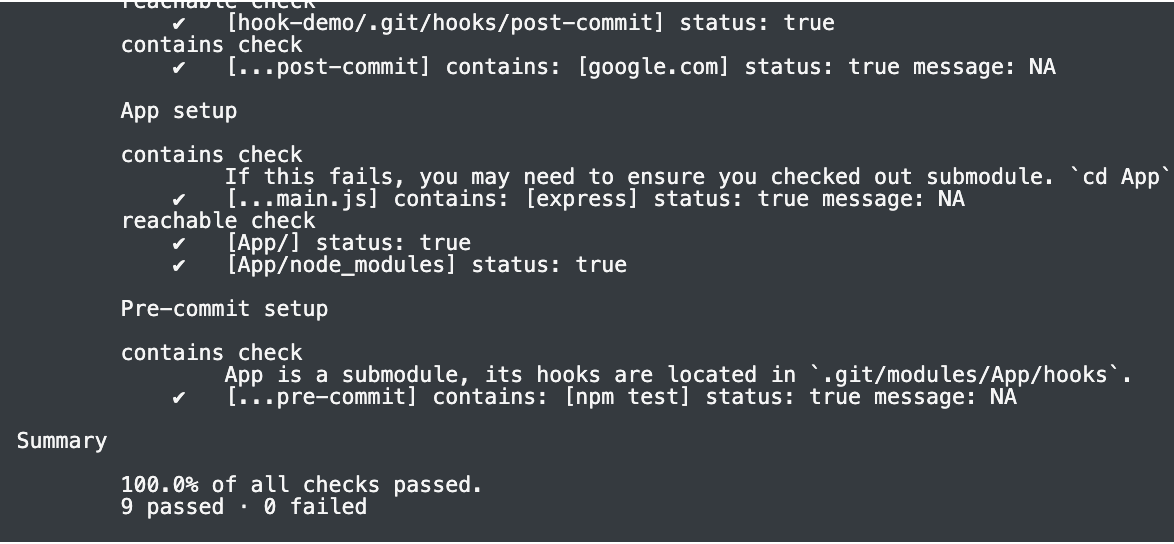 reachable check
✔ [hook-demo/.git/hooks/post-commit] status: true
contains check
✔ [...post-commit] contains: [google.com] status: true message: NA
App setup
contains check
If this fails, you may need to ensure you checked out submodule. `cd App`
✔ [...main.js] contains: [express] status: true message: NA
reachable check
✔ [App/] status: true
✔ [App/node_modules] status: true
Pre-commit setup
contains check
App is a submodule, its hooks are located in `.git/modules/App/hooks`.
✔ [...pre-commit] contains: [npm test] status: true message: NA
Summary
100.0% of all checks passed.
9 passed · 0 failed